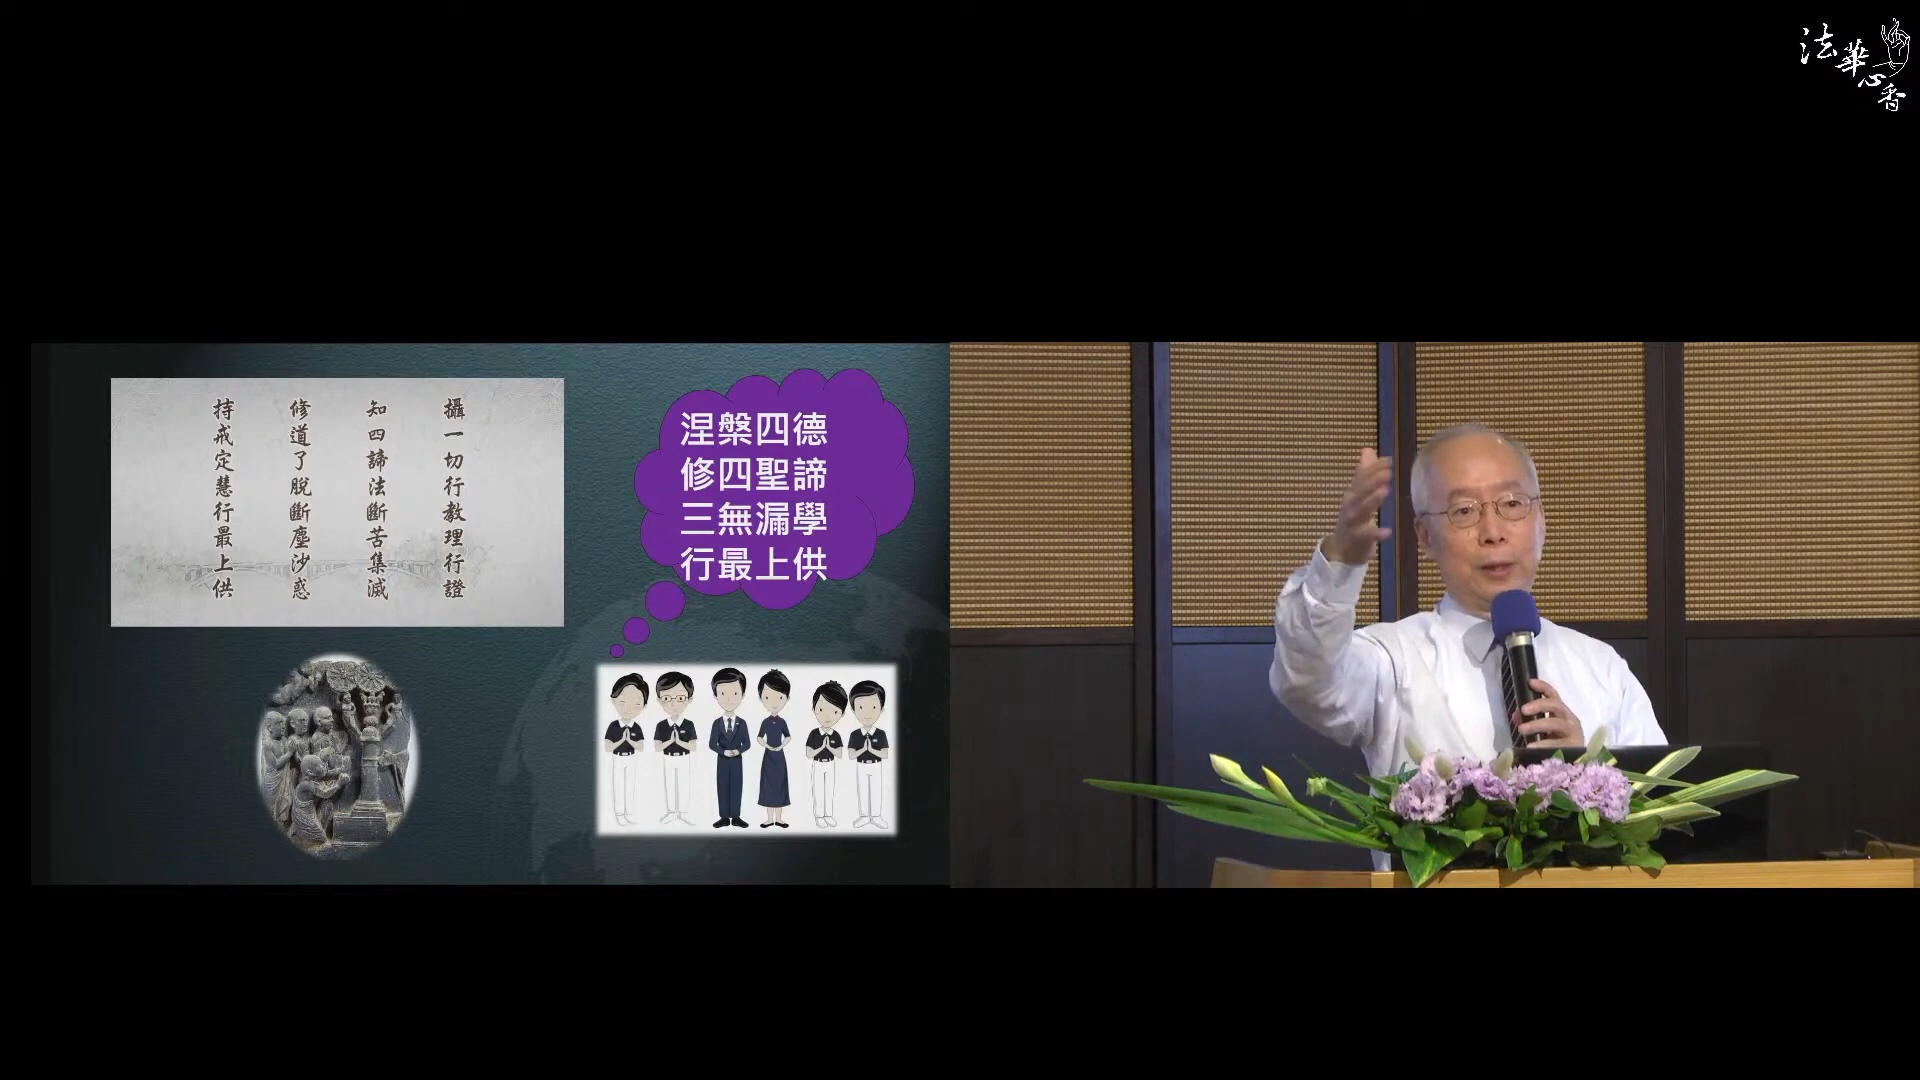 法華心香
攝一切行教理行證
知四諦法斷苦集滅
修道了脫斷塵沙惑
持戒定慧行最上供
涅槃四德
修四聖諦
三無漏學
行最上供